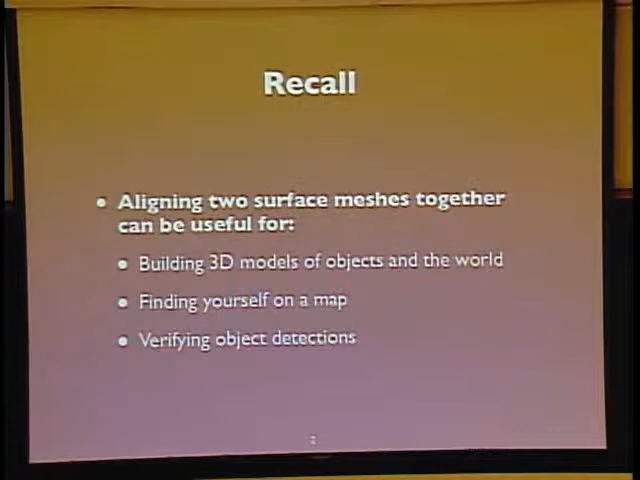 Recall
• Aligning two surface meshes together
can be useful for:
• Building 3D models of objects and the world
• Finding yourself on a map
• Verifying object detections
2